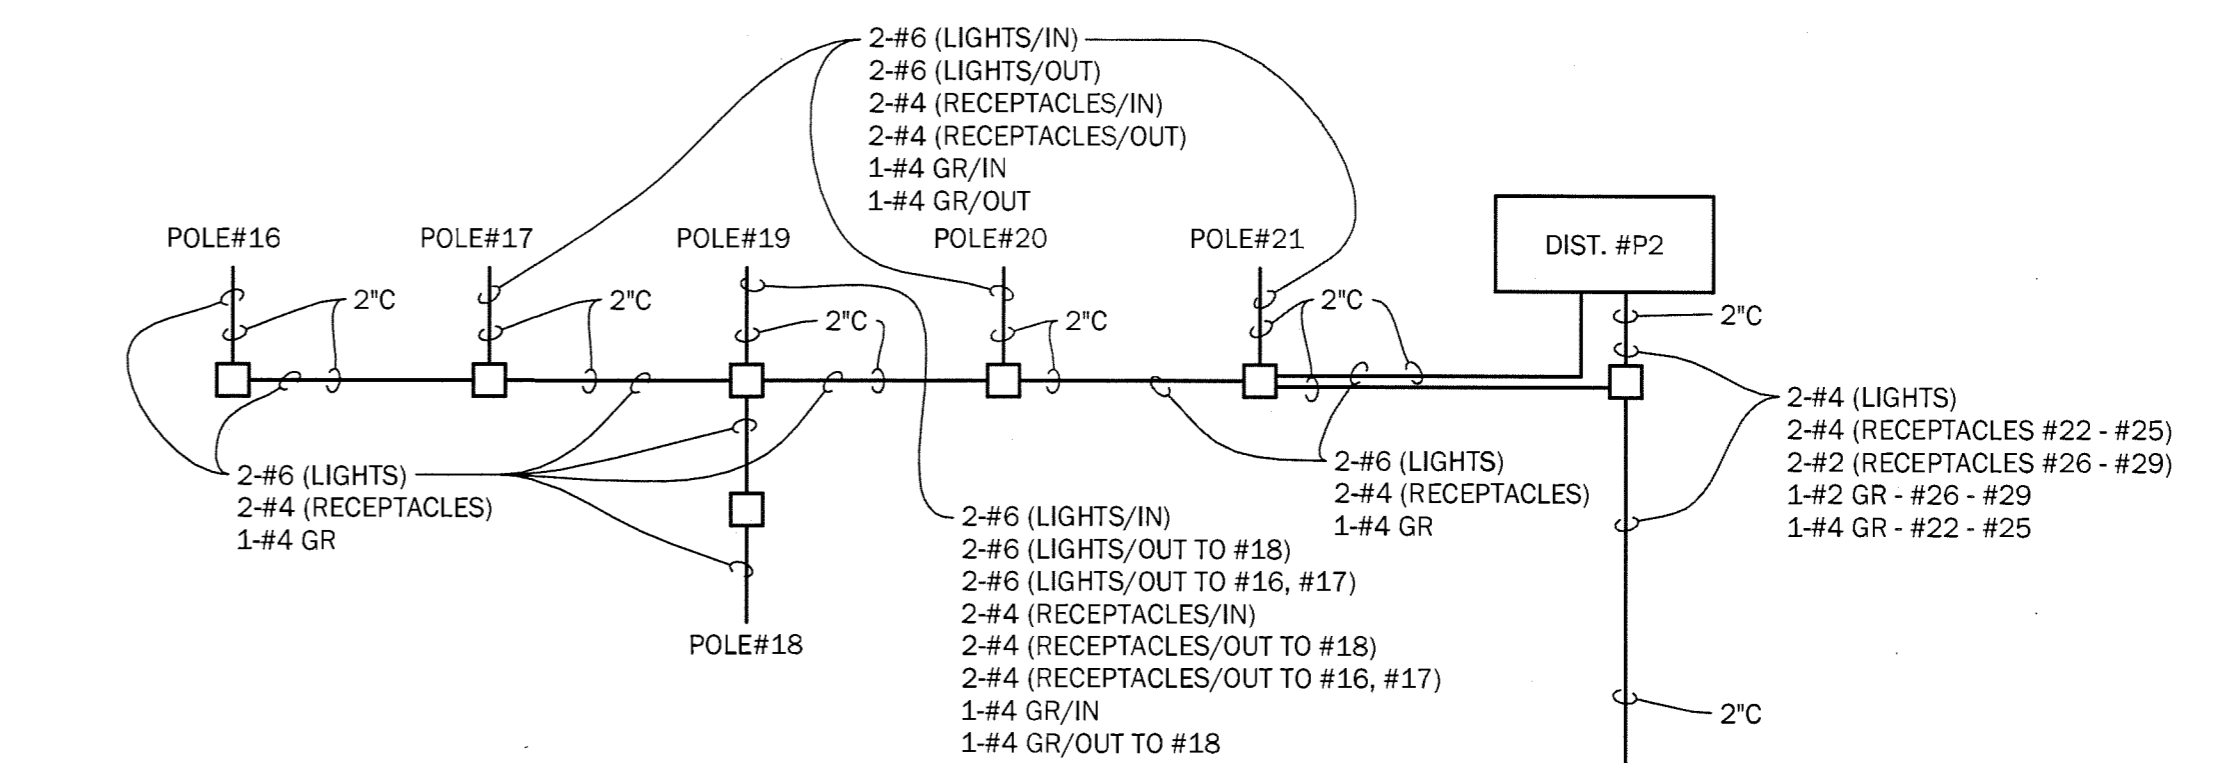 2-#6 (LIGHTS/IN)
2-#6 (LIGHTS/OUT)
2-#4 (RECEPTACLES/IN)
2-#4 (RECEPTACLES/OUT)
1-#4 GR/IN
1-#4 GR/OUT
POLE#16
POLE#17
POLE#19
POLE#20
POLE#21
DIST. #P2
2"C
2"C
2"C
2"C
2"C
2"C
2-#4 (LIGHTS)
2-#4 (RECEPTACLES #22 - #25)
2-#2 (RECEPTACLES #26 - #29)
1-#2 GR - #26 - #29
1-#4 GR - #22 - #25
2-#6 (LIGHTS)
2-#4 (RECEPTACLES)
1-#4 GR
2-#6 (LIGHTS)
2-#4 (RECEPTACLES)
1-#4 GR
2-#6 (LIGHTS/IN)
2-#6 (LIGHTS/OUT TO #18)
2-#6 (LIGHTS/OUT TO #16, #17)
2-#4 (RECEPTACLES/IN)
2-#4 (RECEPTACLES/OUT TO #18)
2-#4 (RECEPTACLES/OUT TO #16, #17)
1-#4 GR/IN
1-#4 GR/OUT TO #18
POLE#18
2"C